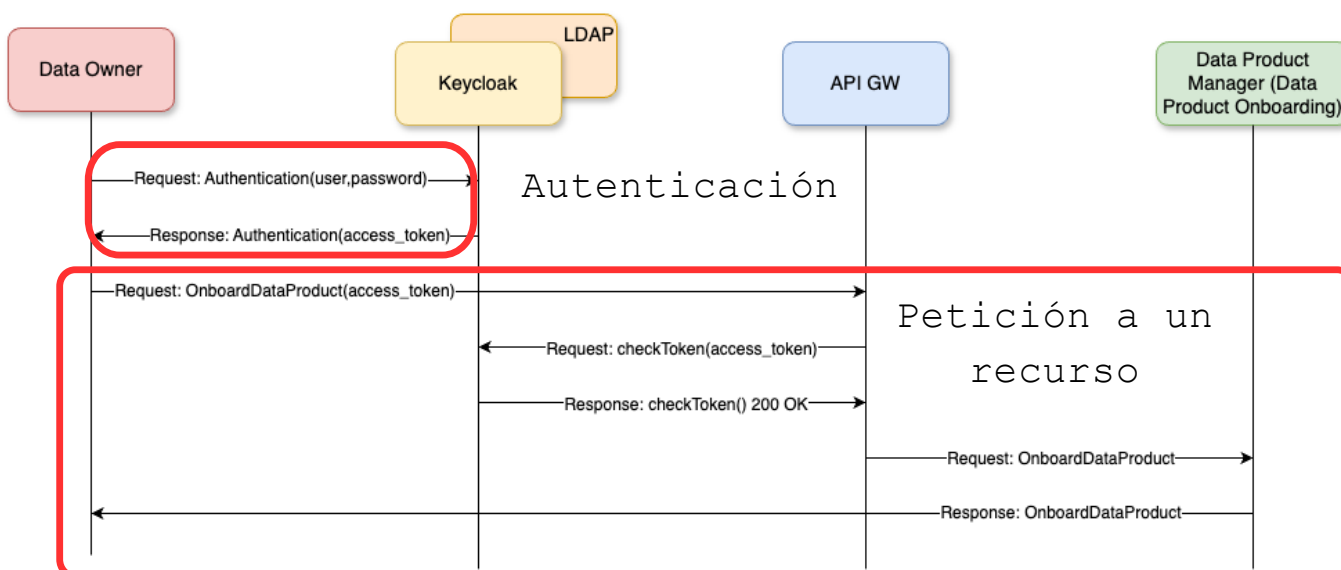 LDAP
Data Owner
Keycloak
API GW
Data Product
Manager (Data
Product Onboarding)
Request: Authentication(user,password)
Autenticación
Response: Authentication(access_token)
Request: OnboardDataProduct(access_token)
Petición a un
recurso
Request: checkToken(access_token)
Response: checkToken() 200 OK
Request: OnboardDataProduct
Response: OnboardDataProduct